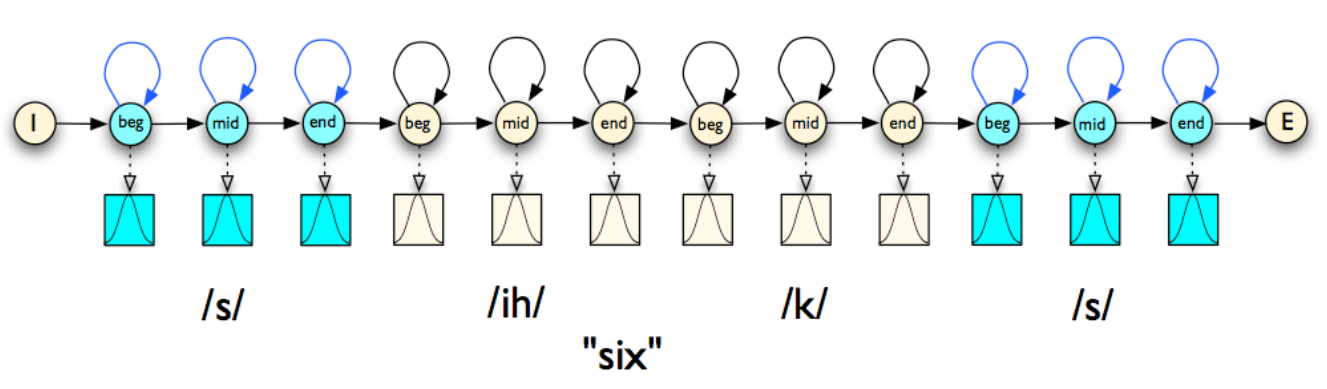 I beg mid end beg mid end beg mid end beg mid end E
/s/ /ih/ /k/ /s/
"six"